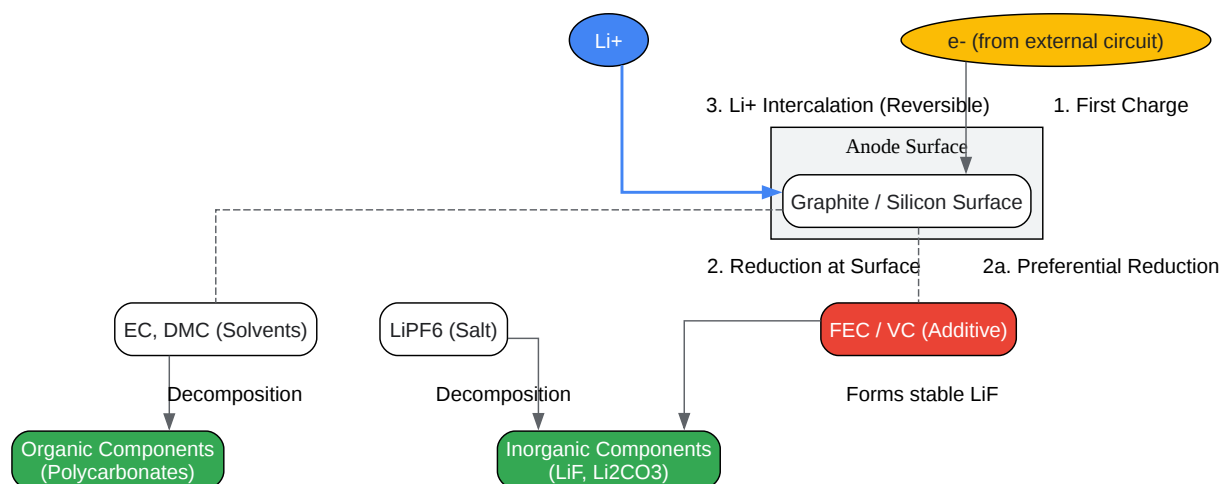 Li+
e- (from external circuit)
3. Li+ Intercalation (Reversible)
1. First Charge
Anode Surface
Graphite / Silicon Surface
2. Reduction at Surface
2a. Preferential Reduction
EC, DMC (Solvents)
LiPF6 (Salt)
FEC / VC (Additive)
Decomposition
Decomposition
Forms stable LiF
Organic Components
(Polycarbonates)
Inorganic Components
(LiF, Li2CO3)